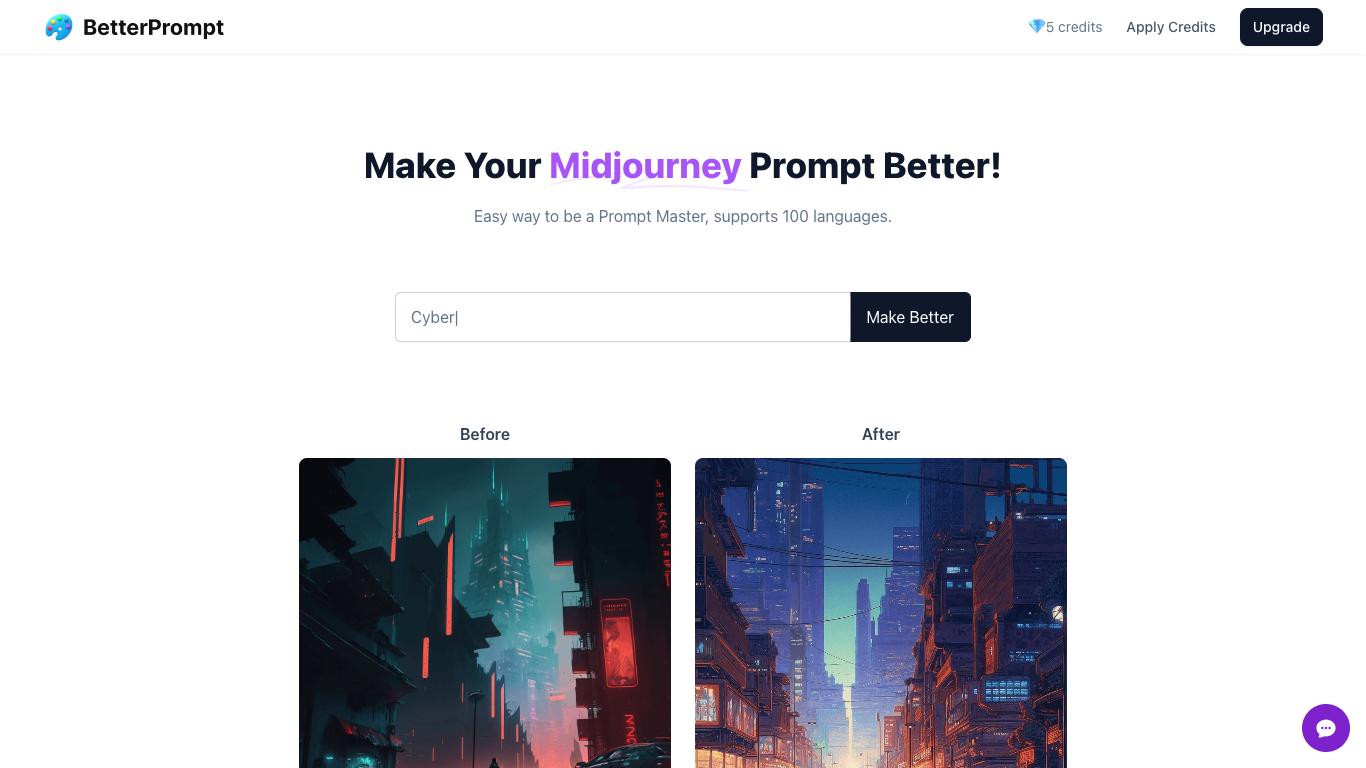 BetterPrompt
5 credits
Apply Credits
Upgrade
Make Your Midjourney Prompt Better!
Easy way to be a Prompt Master, supports 100 languages.
Cyber|
Make Better
Before
After